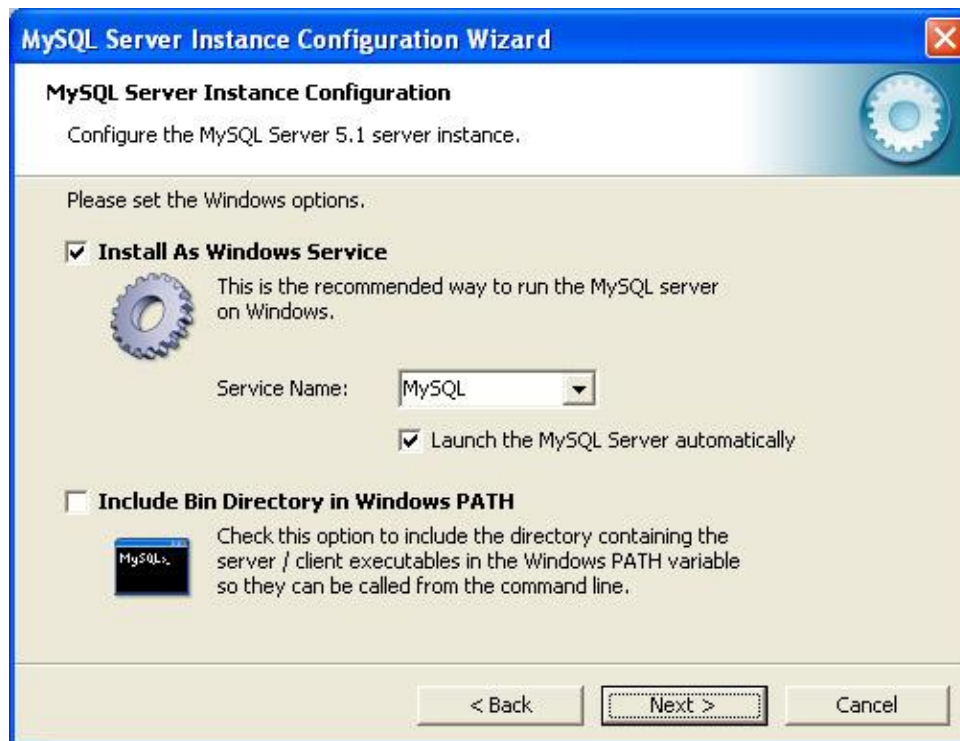 MySQL Server Instance Configuration Wizard
MySQL Server Instance Configuration
Configure the MySQL Server 5.1 server instance.
Please set the Windows options.
Install As Windows Service
This is the recommended way to run the MySQL server
on Windows.
Service Name:
MySQL
Launch the MySQL Server automatically
Include Bin Directory in Windows PATH
MySQL>_
Check this option to include the directory containing the
server / client executables in the Windows PATH variable
so they can be called from the command line.
< Back
Next >
Cancel